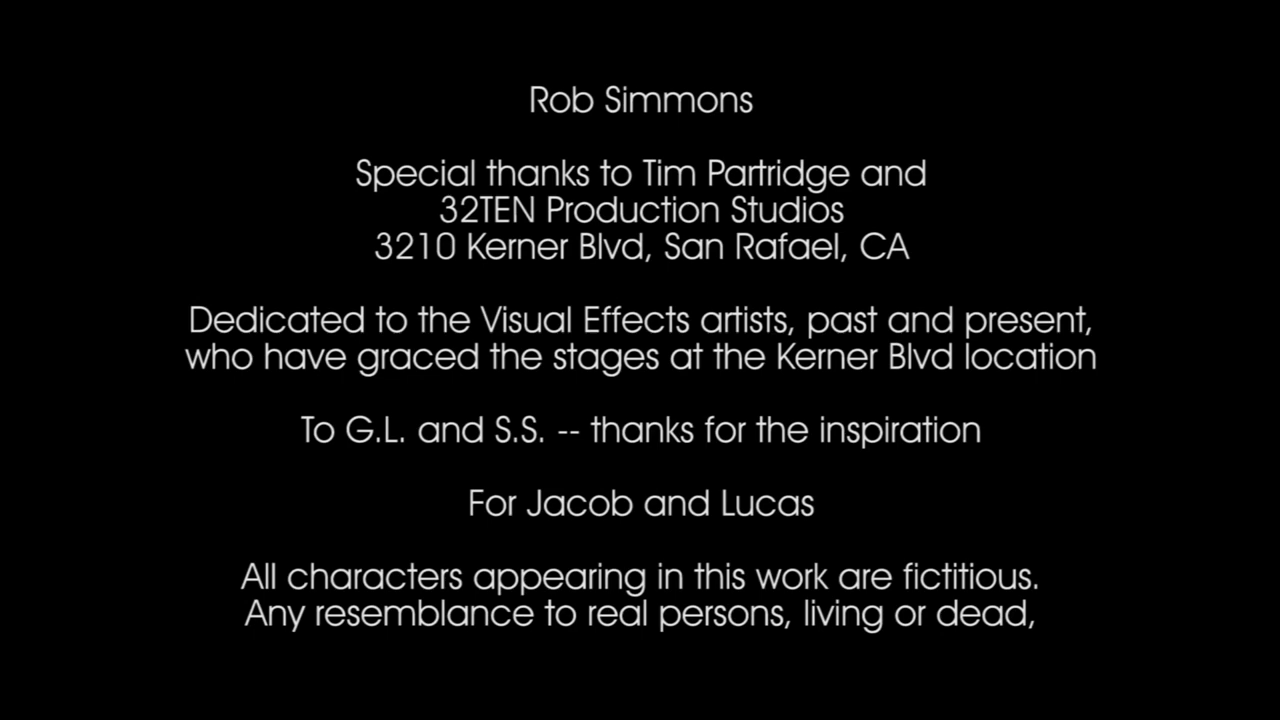 Rob Simmons
Special thanks to Tim Partridge and
32TEN Production Studios
3210 Kerner Blvd, San Rafael, CA
Dedicated to the Visual Effects artists, past and present,
who have graced the stages at the Kerner Blvd location
To G.L. and S.S. -- thanks for the inspiration
For Jacob and Lucas
All characters appearing in this work are fictitious.
Any resemblance to real persons, living or dead,